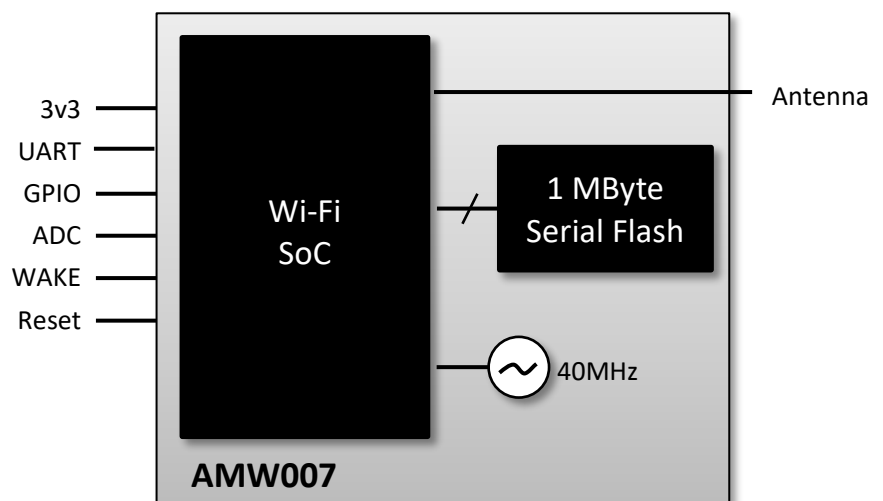 3v3
UART
GPIO
ADC
WAKE
Reset
Wi-Fi
SoC
Antenna
1 MByte
Serial Flash
40MHz
AMW007